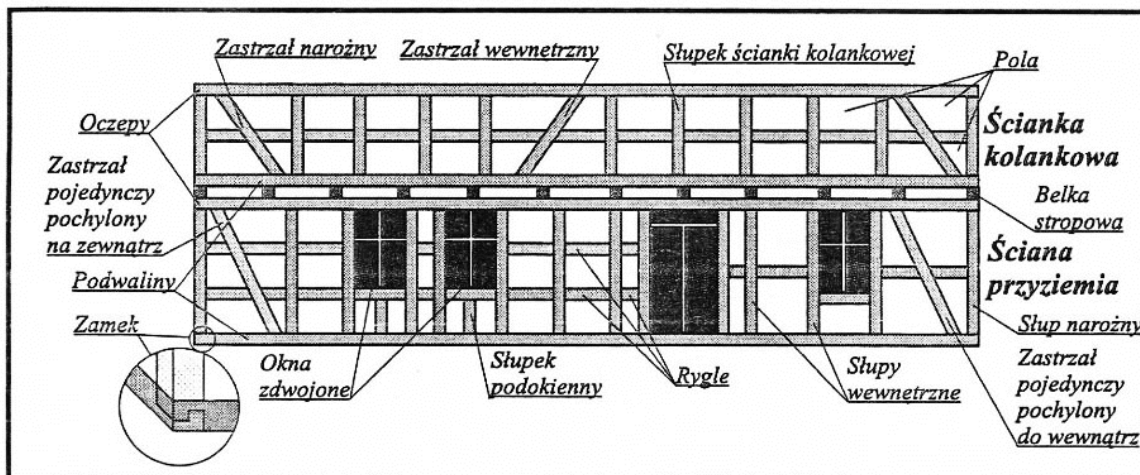 Zastrzał narożny
Zastrzał wewnetrzny
Słupek ścianki kolankowej
Pola
Oczepy
Ścianka
kolankowa
Zastrzał
pojedynczy
pochylony
na zewnątrz
Belka
stropowa
Ściana
przyziemia
Podwaliny
Zamek
Słup narożny
Okna
zdwojone
Słupek
podokienny
Rygle
Słupy
wewnetrzne
Zastrzał
pojedynczy
pochylony
do wewnątrz